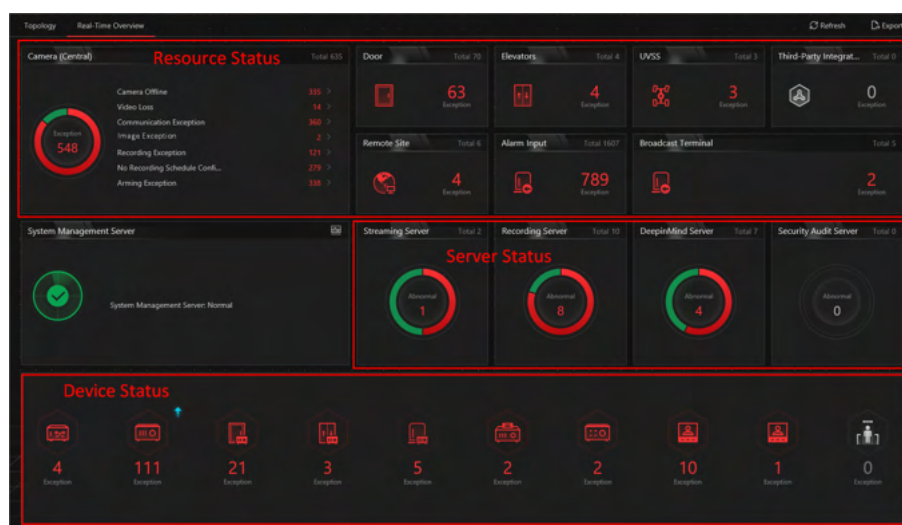 Topology Real-Time Overview Refresh Export
Camera (Central) Total 635
Resource Status
Exception
548
Camera Offline 335 >
Video Loss 14 >
Communication Exception 360 >
Image Exception 2 >
Recording Exception 121 >
No Recording Schedule Confi... 279 >
Arming Exception 338 >
Door Total 70
63
Exception
Elevators Total 4
4
Exception
UVSS Total 3
3
Exception
Third-Party Integrat... Total 0
0
Exception
Remote Site Total 6
4
Exception
Alarm Input Total 1607
789
Exception
Broadcast Terminal Total 5
2
Exception
System Management Server
System Management Server: Normal
Server Status
Streaming Server Total 2
Abnormal
1
Recording Server Total 10
Abnormal
8
DeepinMind Server Total 7
Abnormal
4
Security Audit Server Total 0
Abnormal
0
Device Status
4
Exception
111
Exception
21
Exception
3
Exception
5
Exception
2
Exception
2
Exception
10
Exception
1
Exception
0
Exception